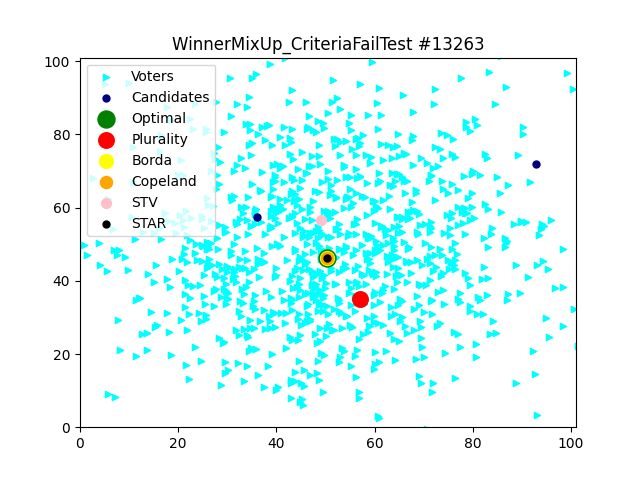 WinnerMixUp_CriteriaFailTest #13263
100
80
60
40
20
0
Voters
Candidates
Optimal
Plurality
Borda
Copeland
STV
STAR
0 20 40 60 80 100